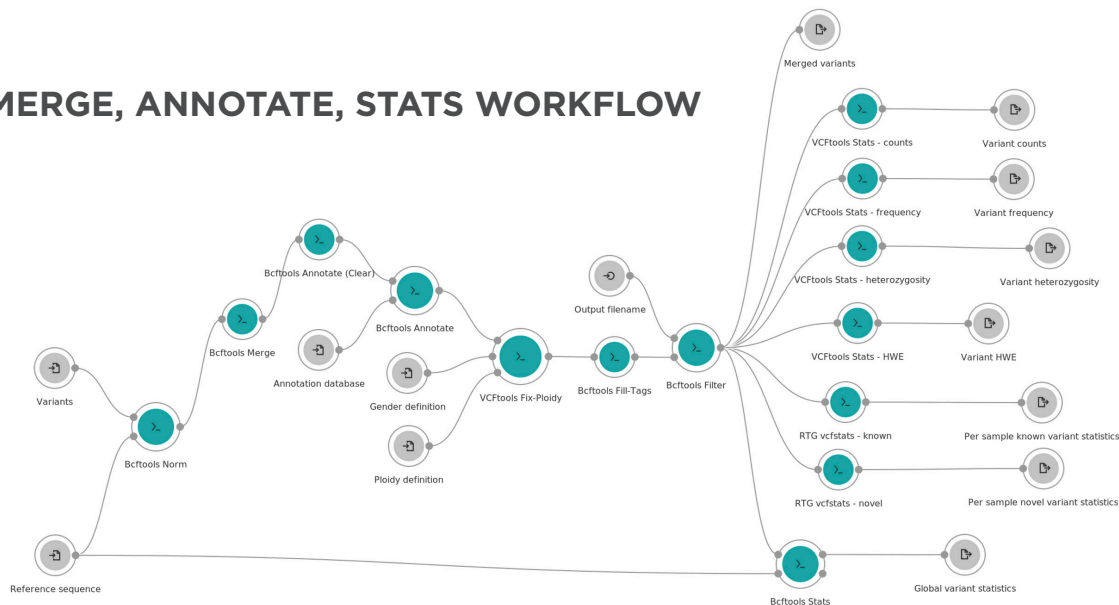 MERGE, ANNOTATE, STATS WORKFLOW
Merged variants
VCFtools Stats - counts
Variant counts
VCFtools Stats - frequency
Variant frequency
VCFtools Stats - heterozygosity
Variant heterozygosity
Bcftools Annotate (Clear)
Bcftools Annotate
Output filename
Bcftools Merge
Annotation database
VCFtools Stats - HWE
Variant HWE
Bcftools Filter
Bcftools Fill-Tags
VCFtools Fix-Ploidy
Gender definition
Variants
RTG vcfstats - known
Per sample known variant statistics
Bcftools Norm
Ploidy definition
RTG vcfstats - novel
Per sample novel variant statistics
Reference sequence
Global variant statistics
Bcftools Stats